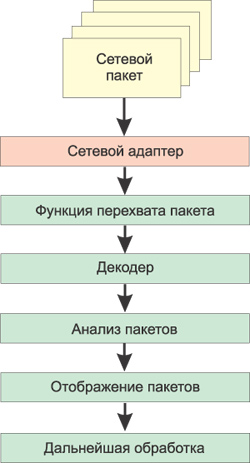 Сетевой
пакет
Сетевой адаптер
Функция перехвата пакета
Декодер
Анализ пакетов
Отображение пакетов
Дальнейшая обработка